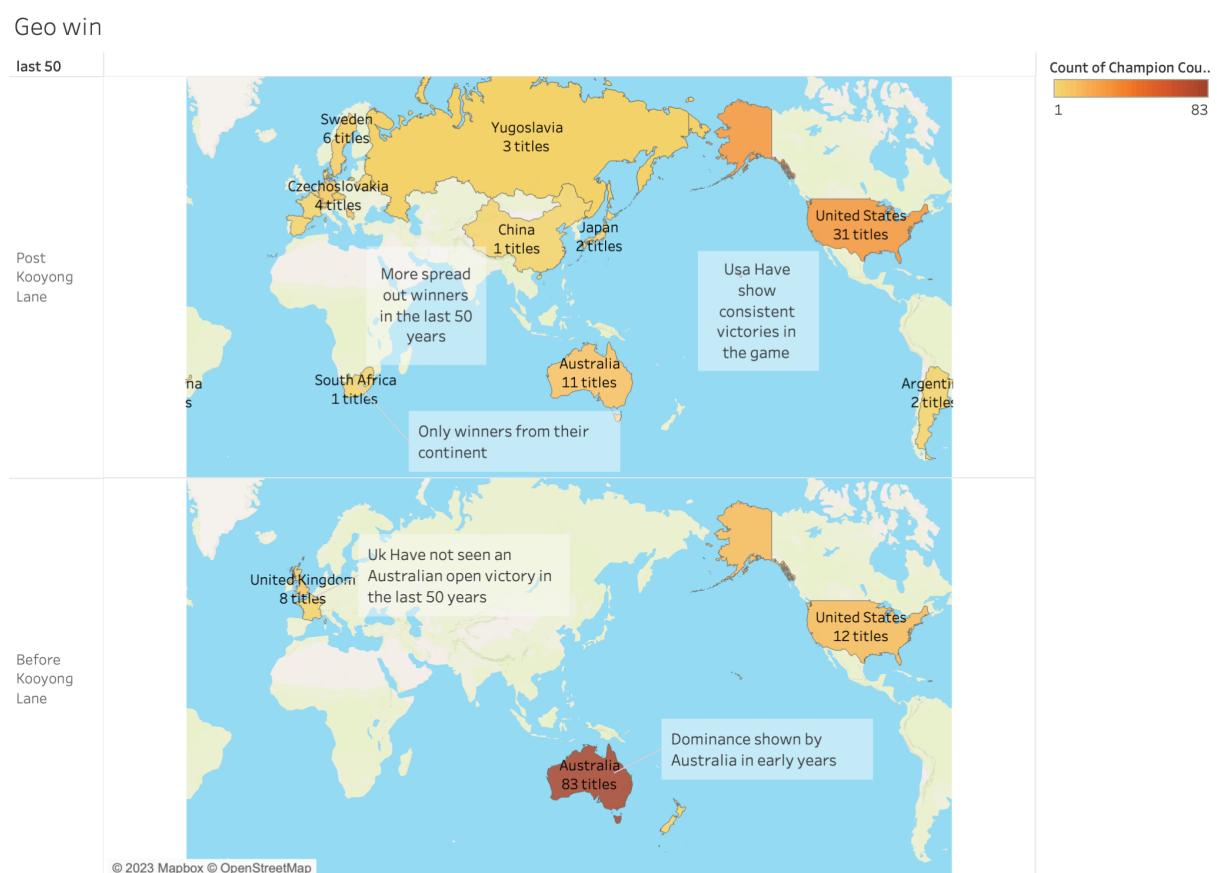 Geo win
last 50
Count of Champion Cou..
1
83
Post
Kooyong
Lane
Sweden
6 titles
Yugoslavia
3 titles
Czechoslovakia
4 titles
China
1 titles
Japan
2 titles
United States
31 titles
More spread
out winners
in the last 50
years
Usa Have
show
consistent
victories in
the game
Australia
11 titles
na
s
South Africa
1 titles
Argenti
2 titles
Only winners from their
continent
Before
Kooyong
Lane
Uk Have not seen an
Australian open victory in
the last 50 years
United Kingdom
8 titles
United States
12 titles
Dominance shown by
Australia in early years
Australia
83 titles
© 2023 Mapbox © OpenStreetMap